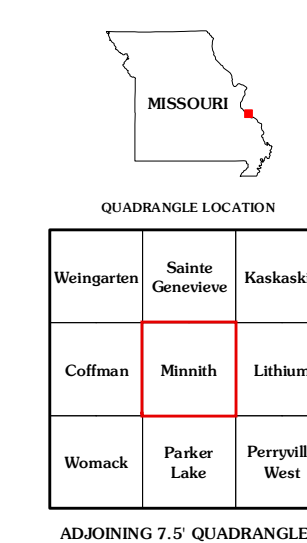 MISSOURI
QUADRANGLE LOCATION
Weingarten
Sainte
Genevieve
Kaskaski
Coffman
Minnith
Lithium
Womack
Parker
Lake
Perryvill
West
ADJOINING 7.5' QUADRANGLE